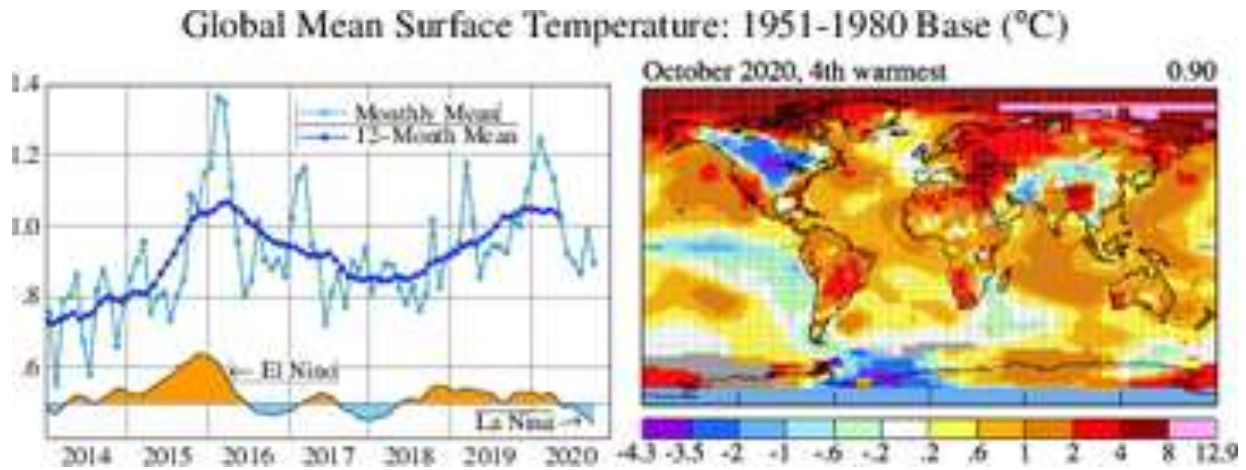 Global Mean Surface Temperature: 1951-1980 Base (°C)
October 2020, 4th warmest 0.90
1.4
1.2
1.0
.8
.6
Monthly Mean
12-Month Mean
El Nino
La Nina
2014 2015 2016 2017 2018 2019 2020
-4.3 -3.5 -2 -1 -.6 -.2 .2 .6 1 2 4 8 12.9